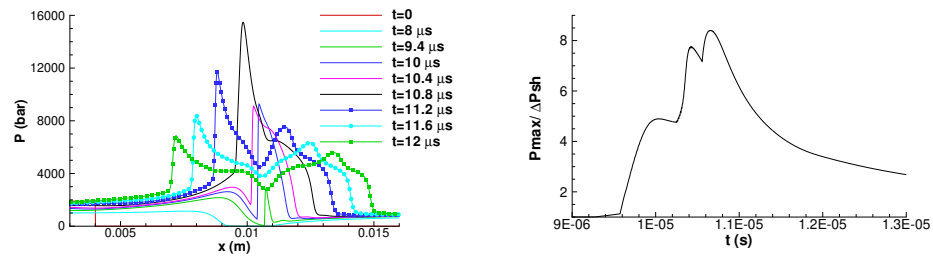 16000
12000
8000
4000
0
P (bar)
0.005
0.01
0.015
x (m)
t=0
t=8 μs
t=9.4 μs
t=10 μs
t=10.4 μs
t=10.8 μs
t=11.2 μs
t=11.6 μs
t=12 μs
8
6
4
2
Pmax/ ΔPsh
9E-06
1E-05
1.1E-05
1.2E-05
1.3E-05
t (s)